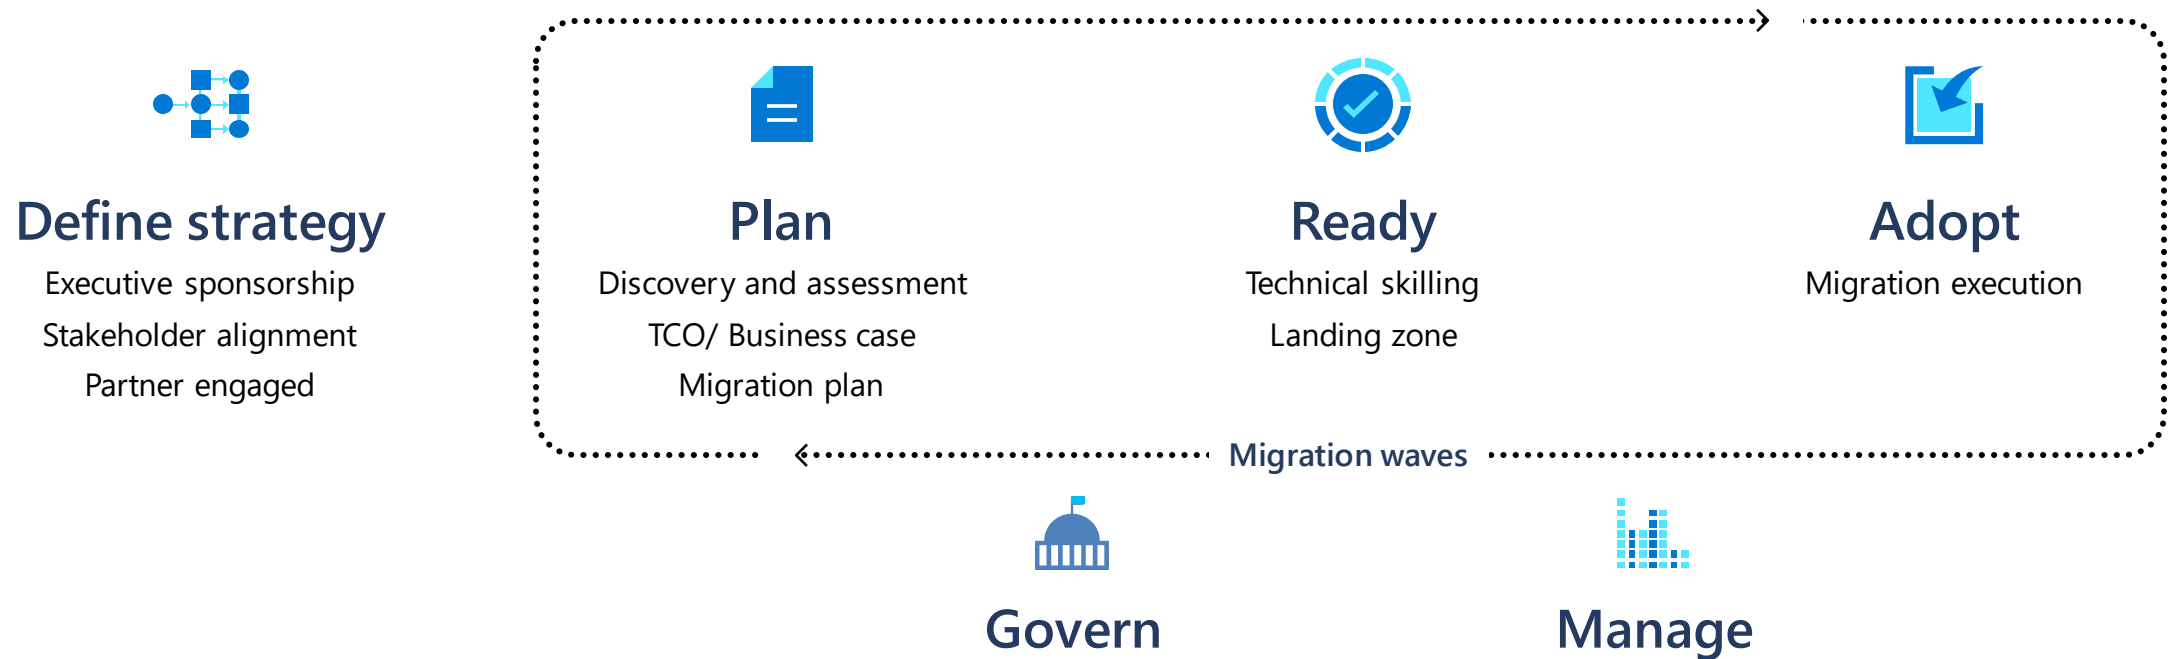 Define strategy
Executive sponsorship
Stakeholder alignment
Partner engaged
Plan
Discovery and assessment
TCO/ Business case
Migration plan
Ready
Technical skilling
Landing zone
Adopt
Migration execution
Migration waves
Govern
Manage